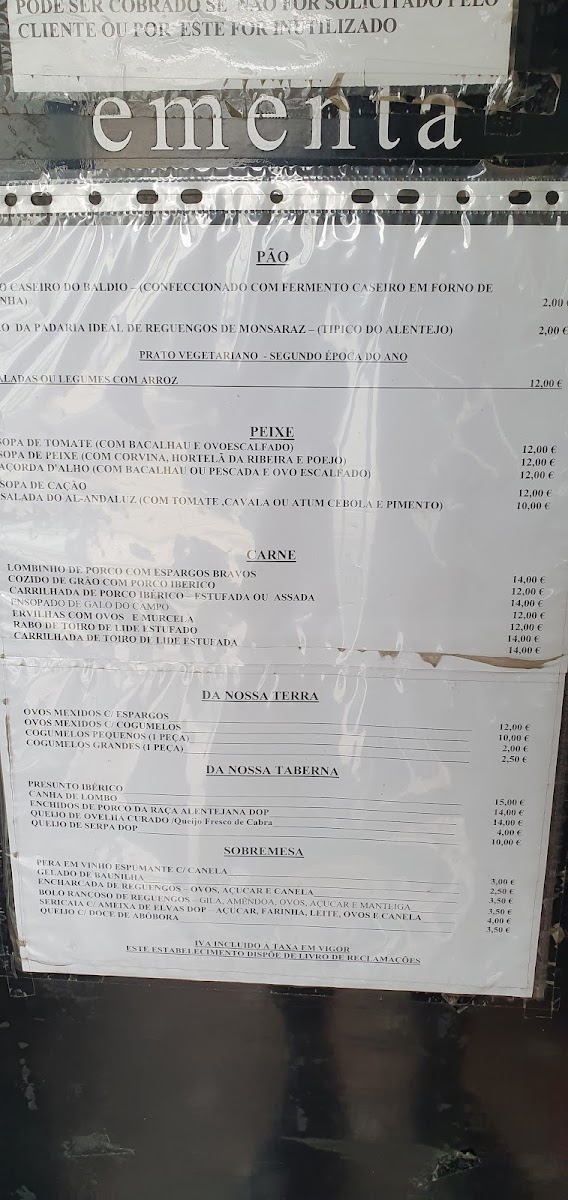 PODE SER COBRADO SE NÃO FOR SOLICITADO PELO
CLIENTE OU POR ESTE FOR INUTILIZADO
ementa
PÃO
O CASEIRO DO BALDIO – (CONFECCIONADO COM FERMENTO CASEIRO EM FORNO DE
NHA) 2,00 €
O DA PADARIA IDEAL DE REGUENGOS DE MONSARAZ – (TIPICO DO ALENTEJO) 2,00 €
PRATO VEGETARIANO - SEGUNDO ÉPOCA DO ANO
ALADAS OU LEGUMES COM ARROZ 12,00 €
PEIXE
SOPA DE TOMATE (COM BACALHAU E OVOESCALFADO) 12,00 €
SOPA DE PEIXE (COM CORVINA, HORTELÃ DA RIBEIRA E POEJO) 12,00 €
AÇORDA D'ALHO (COM BACALHAU OU PESCADA E OVO ESCALFADO) 12,00 €
SOPA DE CAÇÃO 12,00 €
SALADA DO AL-ANDALUZ (COM TOMATE ,CAVALA OU ATUM CEBOLA E PIMENTO) 10,00 €
CARNE
LOMBINHO DE PORCO COM ESPARGOS BRAVOS 14,00 €
COZIDO DE GRÃO COM PORCO IBERICO 12,00 €
CARRILHADA DE PORCO IBÉRICO – ESTUFADA OU ASSADA 14,00 €
ENSOPADO DE GALO DO CAMPO 12,00 €
ERVILHAS COM OVOS E MURCELA 12,00 €
RABO DE TOIRO DE LIDE ESTUFADO 14,00 €
CARRILHADA DE TOIRO DE LIDE ESTUFADA 14,00 €
DA NOSSA TERRA
OVOS MEXIDOS C/ ESPARGOS 12,00 €
OVOS MEXIDOS C/ COGUMELOS 10,00 €
COGUMELOS PEQUENOS (1 PEÇA) 2,00 €
COGUMELOS GRANDES (1 PEÇA) 2,50 €
DA NOSSA TABERNA
PRESUNTO IBÉRICO 15,00 €
CANHA DE LOMBO 14,00 €
ENCHIDOS DE PORCO DA RAÇA ALENTEJANA DOP 14,00 €
QUEIJO DE OVELHA CURADO /Queijo Fresco de Cabra 4,00 €
QUEIJO DE SERPA DOP 10,00 €
SOBREMESA
PERA EM VINHO ESPUMANTE C/ CANELA 3,00 €
GELADO DE BAUNILHA 2,50 €
ENCHARCADA DE REGUENGOS – OVOS, AÇUCAR E CANELA 3,50 €
BOLO RANÇOSO DE REGUENGOS – GILA, AMÊNDOA, OVOS, AÇUCAR E MANTEIGA 3,50 €
SERICAIA C/ AMEIXA DE ELVAS DOP – AÇUCAR, FARINHA, LEITE, OVOS E CANELA 4,00 €
QUEIJO C/ DOCE DE ABÓBORA 3,50 €
IVA INCLUIDO A TAXA EM VIGOR
ESTE ESTABELECIMENTO DISPÕE DE LIVRO DE RECLAMAÇÕES